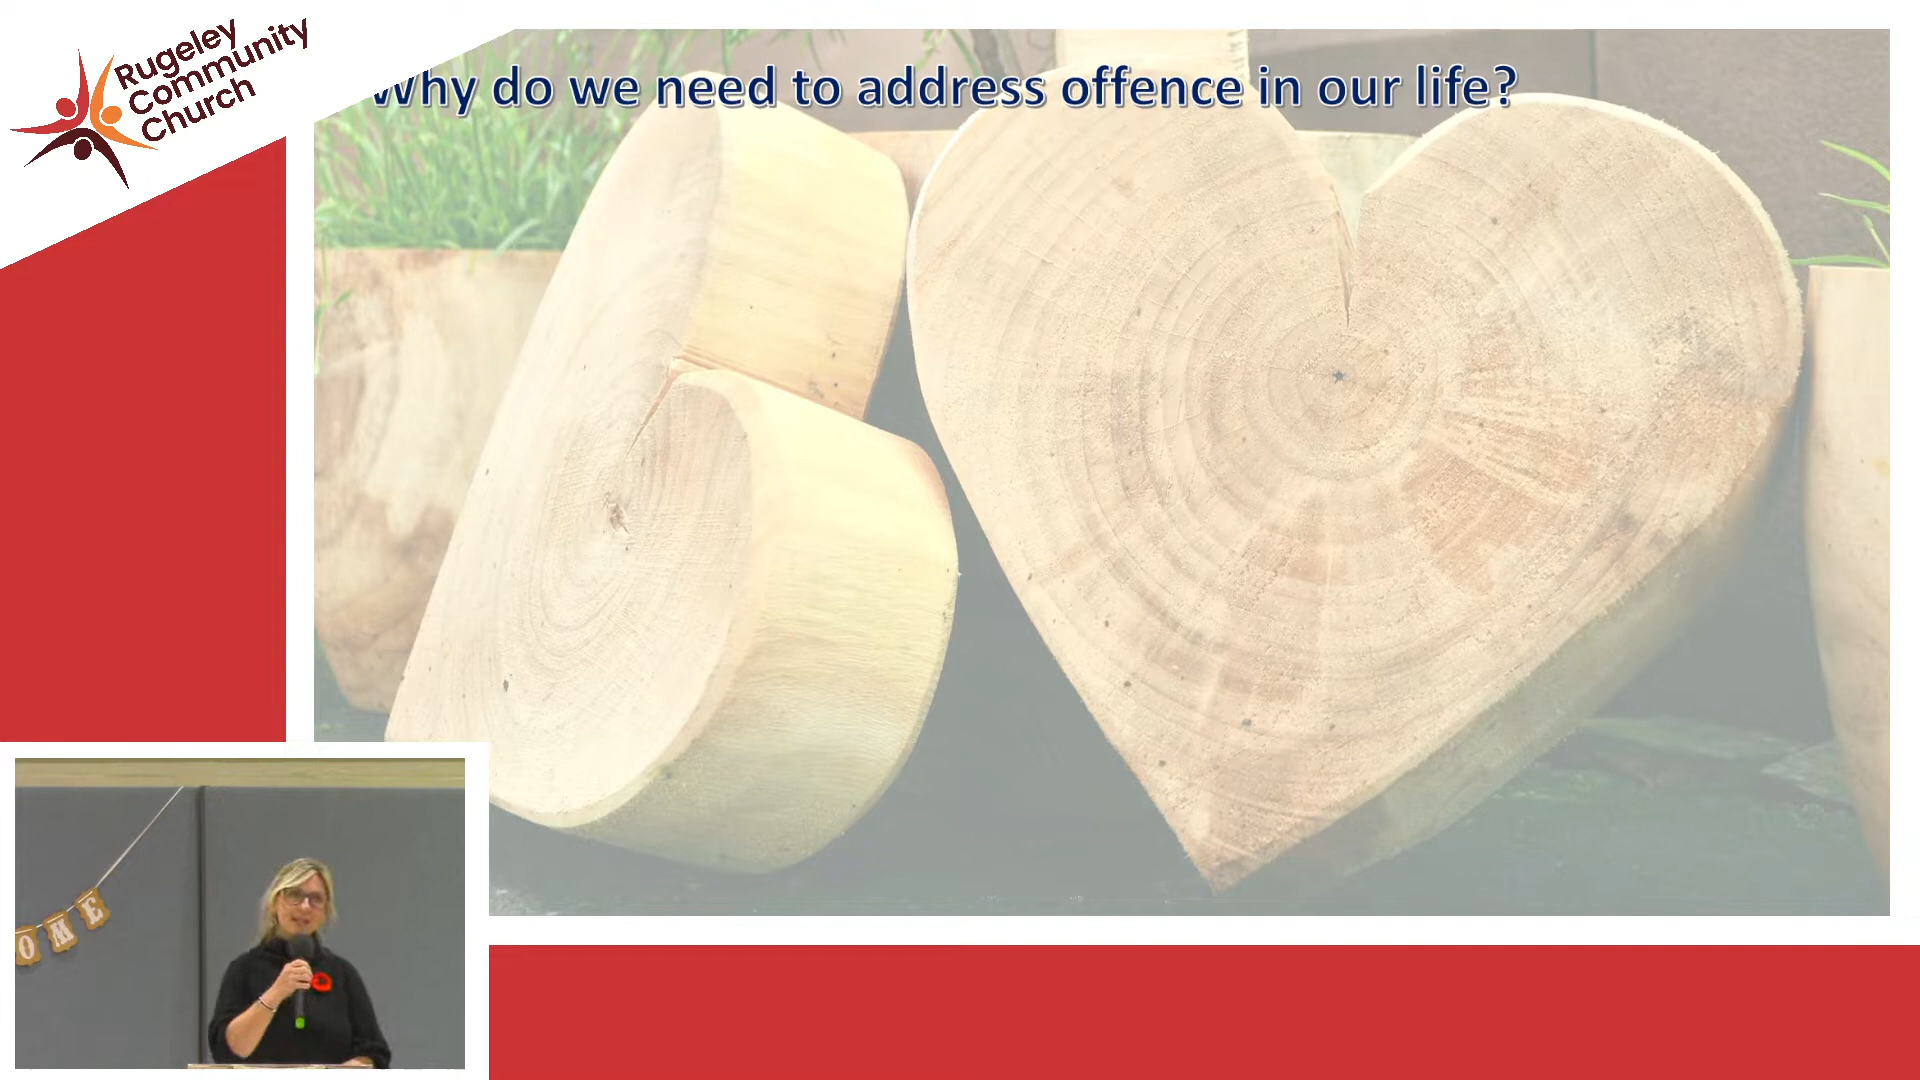 Rugeley
Community
Church
Why do we need to address offence in our life?
OME